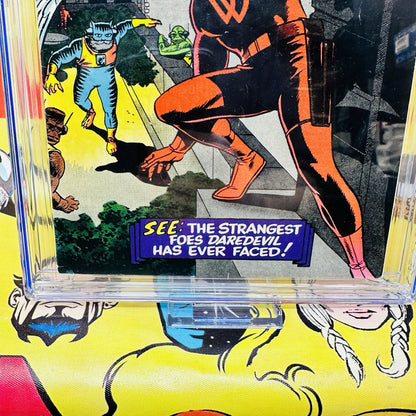 SEE: THE STRANGEST
FOES DAREDEVIL
HAS EVER FACED!